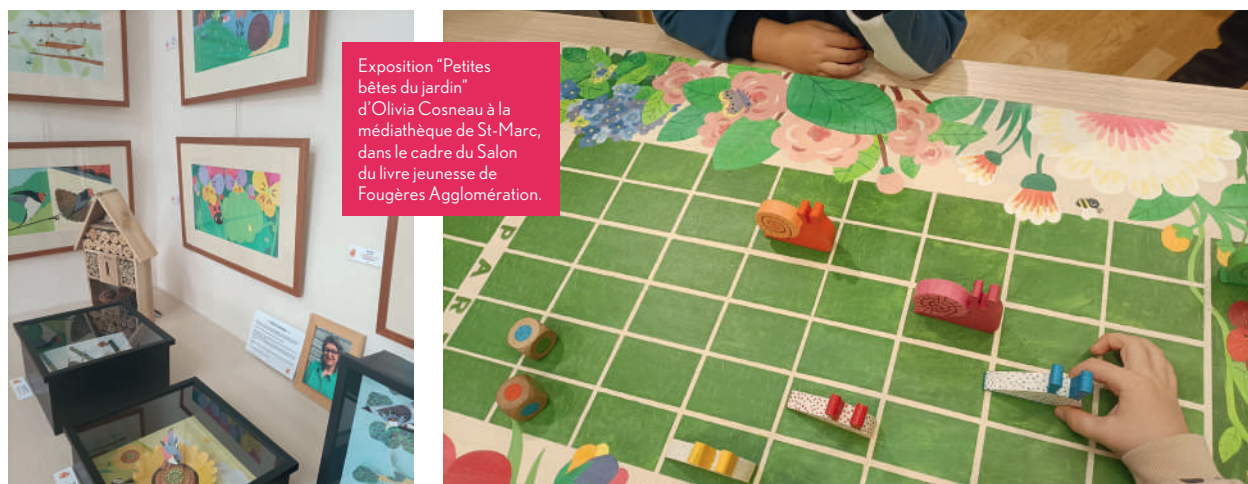 Exposition “Petites
bêtes du jardin”
d’Olivia Cosneau à la
médiathèque de St-Marc,
dans le cadre du Salon
du livre jeunesse de
Fougères Agglomération.
P
A
R